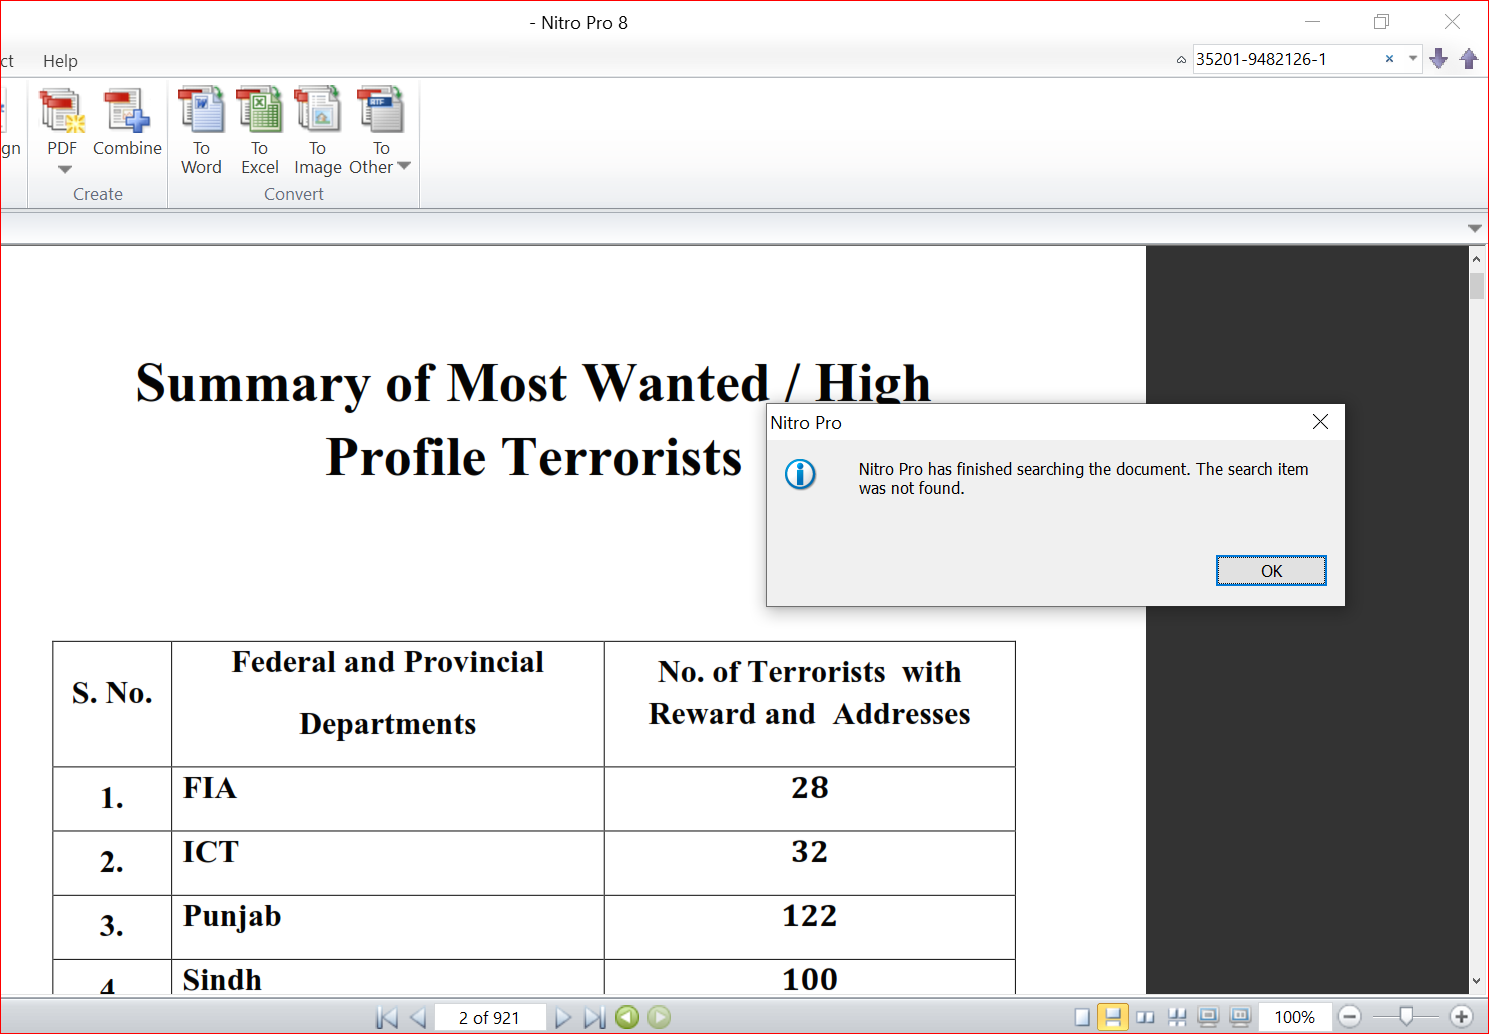 - Nitro Pro 8
ct Help
35201-9482126-1
gn PDF Combine To Word To Excel To Image To Other
Create Convert
Summary of Most Wanted / High
Profile Terrorists
Nitro Pro
Nitro Pro has finished searching the document. The search item
was not found.
OK
S. No. Federal and Provincial Departments No. of Terrorists with Reward and Addresses
1. FIA 28
2. ICT 32
3. Punjab 122
4 Sindh 100
2 of 921 100%